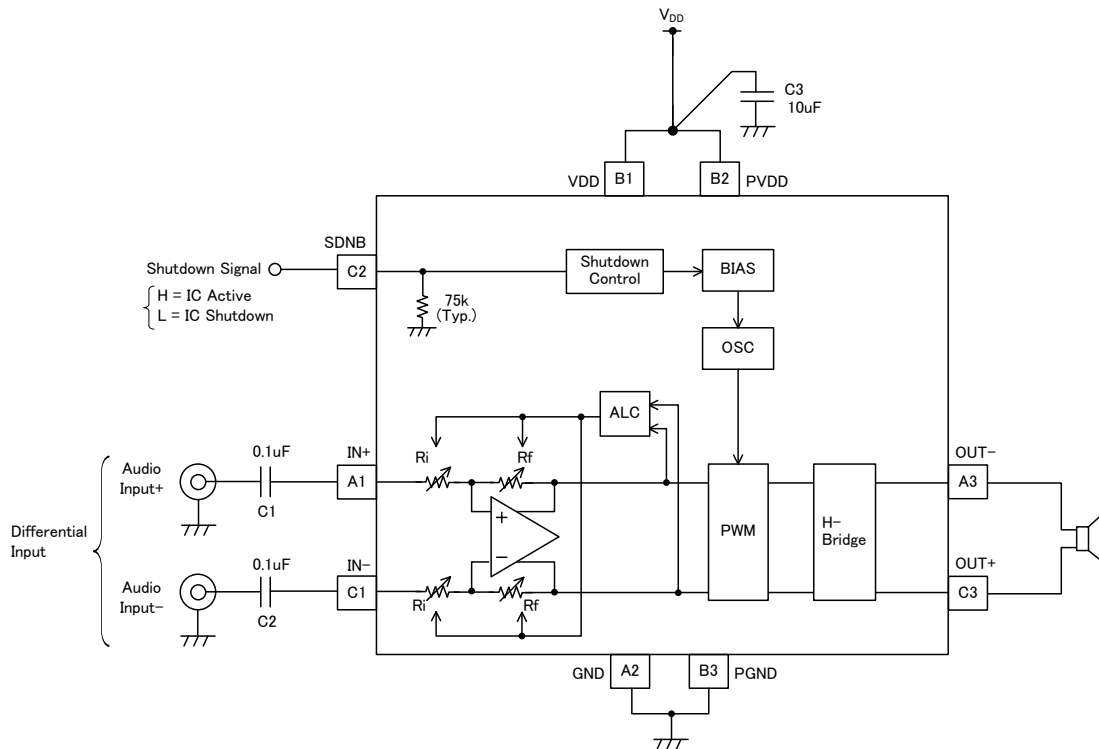 VDD
C3
10uF
VDD
B1
B2
PVDD
SDNB
Shutdown Signal
C2
H = IC Active
L = IC Shutdown
75k
(Typ.)
Shutdown
Control
BIAS
OSC
ALC
Differential
Input
Audio
Input+
0.1uF
C1
IN+
A1
Ri
Rf
+
−
PWM
H-
Bridge
OUT-
A3
Audio
Input-
0.1uF
C2
IN-
C1
Ri
Rf
OUT+
C3
GND
A2
B3
PGND